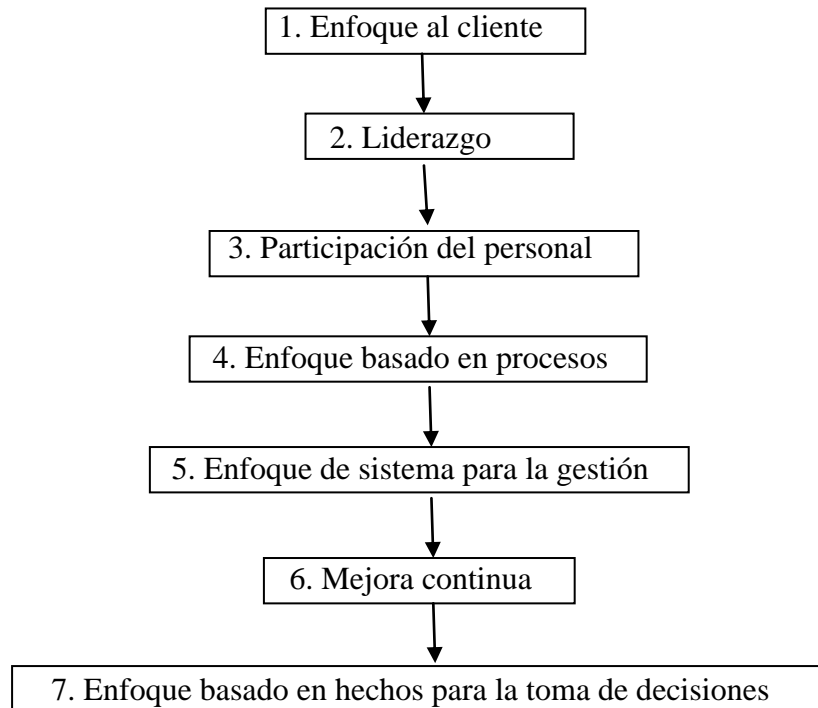 1. Enfoque al cliente
2. Liderazgo
3. Participación del personal
4. Enfoque basado en procesos
5. Enfoque de sistema para la gestión
6. Mejora continua
7. Enfoque basado en hechos para la toma de decisiones